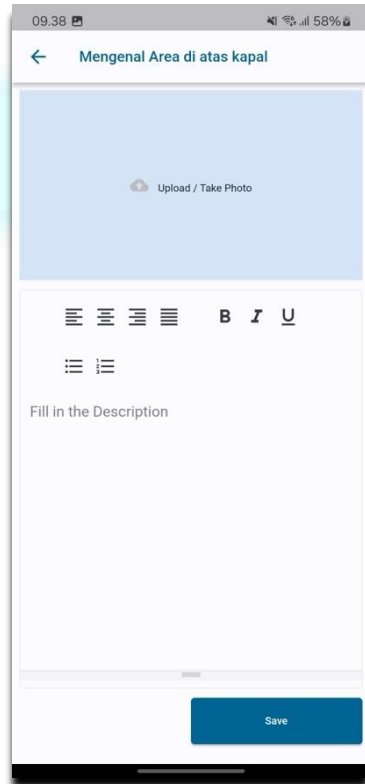 09.38 58%
Mengenal Area di atas kapal
Upload / Take Photo
B I U
Fill in the Description
Save